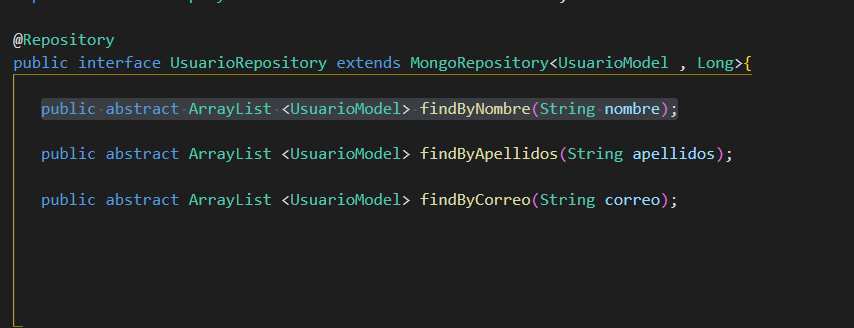 @Repository
public interface UsuarioRepository extends MongoRepository<UsuarioModel , Long>{
public abstract ArrayList <UsuarioModel> findByNombre(String nombre);
public abstract ArrayList <UsuarioModel> findByApellidos(String apellidos);
public abstract ArrayList <UsuarioModel> findByCorreo(String correo);